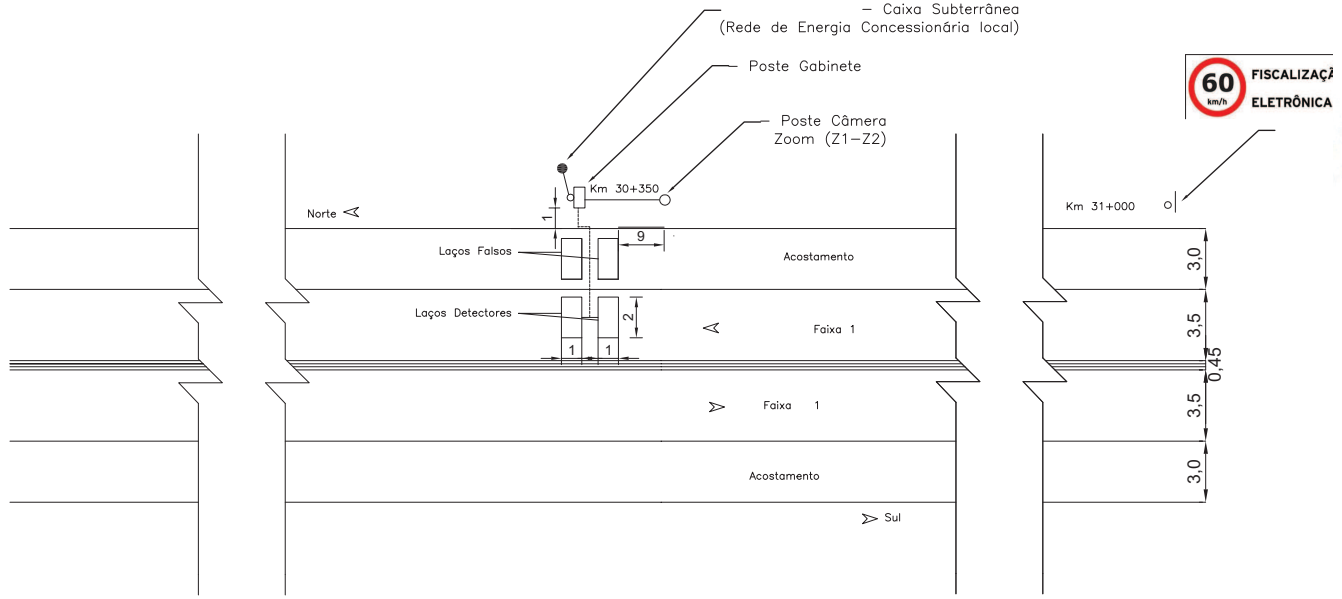 – Caixa Subterrânea
(Rede de Energia Concessionária local)
Poste Gabinete
60
km/h
FISCALIZAÇÃ
ELETRÔNICA
Poste Câmera
Zoom (Z1–Z2)
Km 30+350
Km 31+000
Norte
1
9
Laços Falsos
Acostamento
3,0
Laços Detectores
2
Faixa 1
3,5
1
1
0,45
Faixa 1
3,5
Acostamento
3,0
Sul